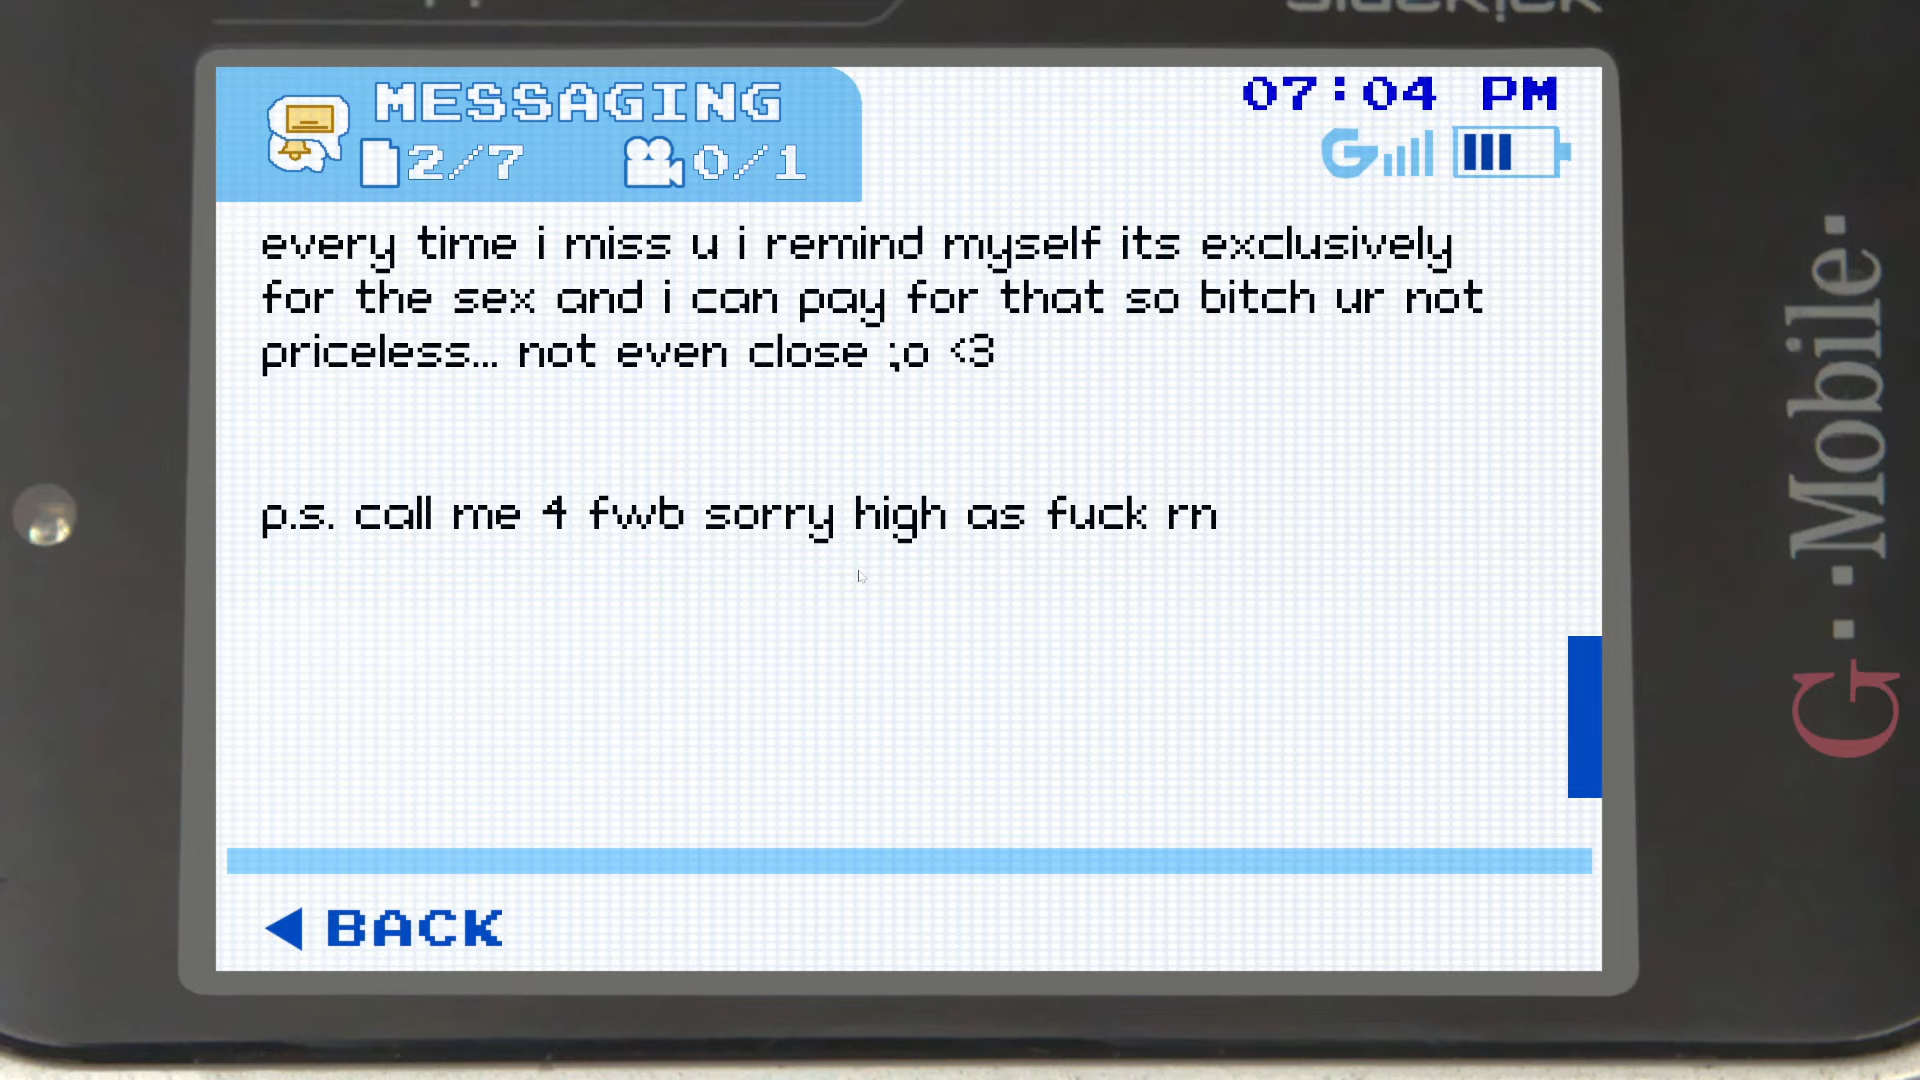 sidekick
MESSAGING
2/7 0/1
07:04 PM
G
every time i miss u i remind myself its exclusively
for the sex and i can pay for that so bitch ur not
priceless... not even close ;o <3
p.s. call me 4 fwb sorry high as fuck rn
BACK
G··Mobile·